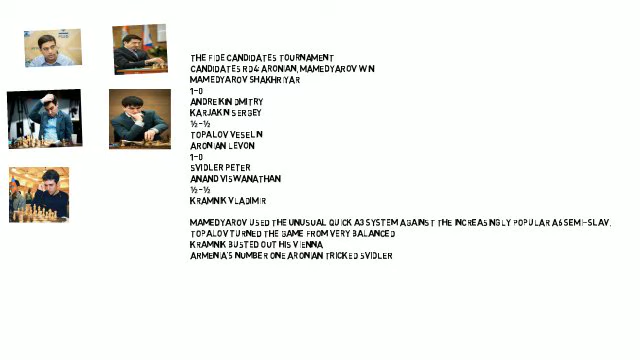 THE FIDE CANDIDATES TOURNAMENT
CANDIDATES RD4: ARONIAN, MAMEDYAROV WIN
MAMEDYAROV SHAKHRIYAR
1-0
ANDREIKIN DMITRY
KARJAKIN SERGEY
½-½
TOPALOV VESELIN
ARONIAN LEVON
1-0
SVIDLER PETER
ANAND VISWANATHAN
½-½
KRAMNIK VLADIMIR
MAMEDYAROV USED THE UNUSUAL QUICK A3 SYSTEM AGAINST THE INCREASINGLY POPULAR A6 SEMI-SLAV.
TOPALOV TURNED THE GAME FROM VERY BALANCED
KRAMNIK BUSTED OUT HIS VIENNA
ARMENIA'S NUMBER ONE ARONIAN TRICKED SVIDLER